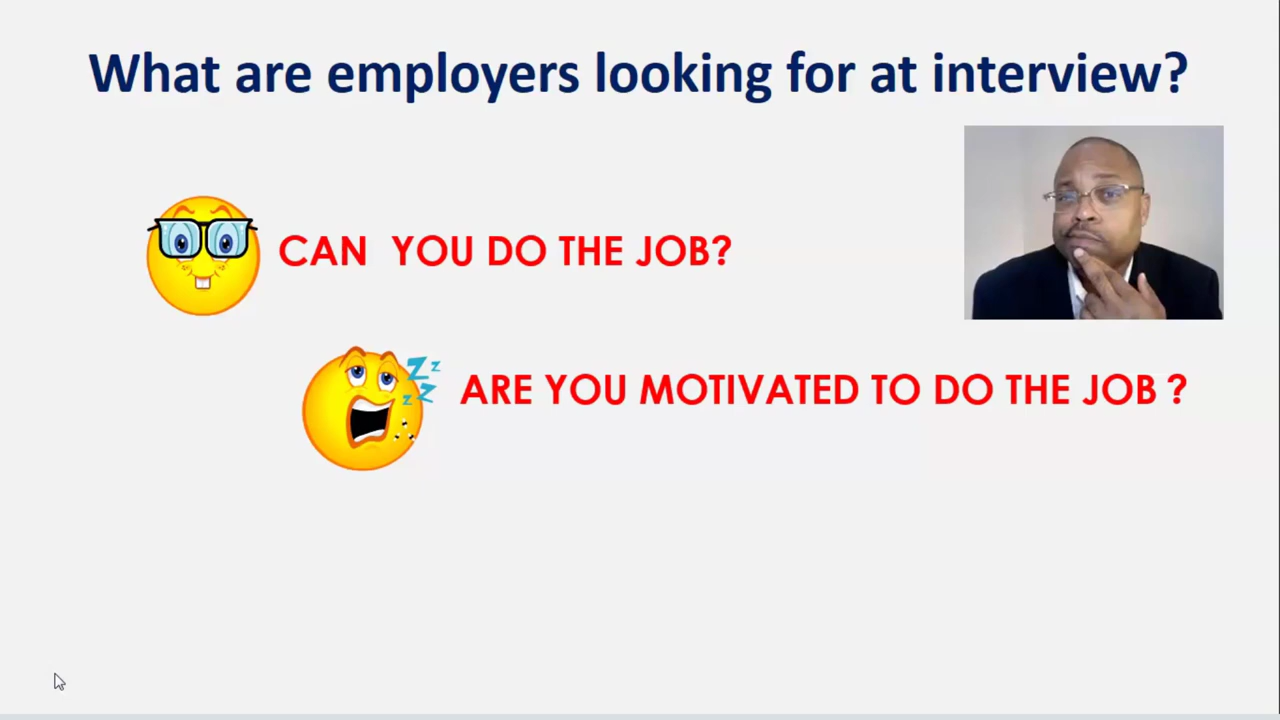 What are employers looking for at interview?
CAN YOU DO THE JOB?
Z z
z Z
ARE YOU MOTIVATED TO DO THE JOB ?